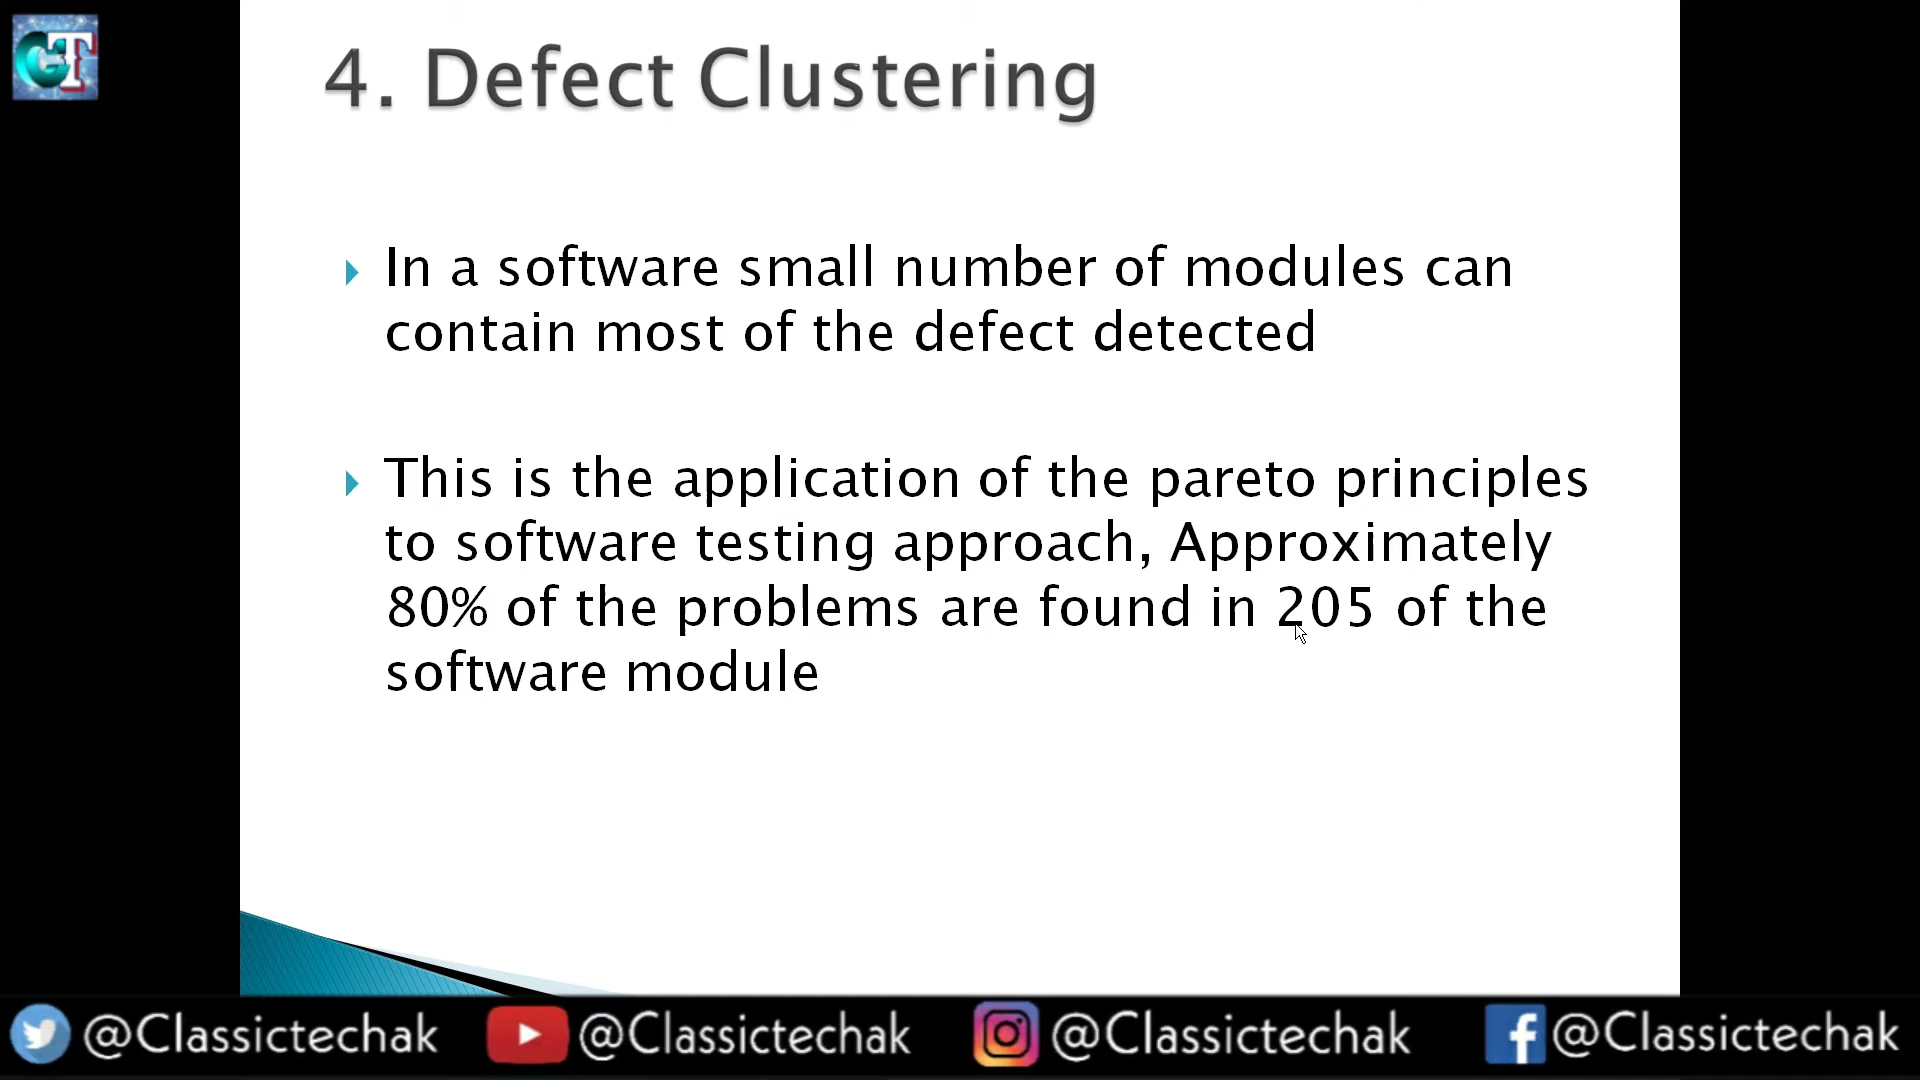 GT
4. Defect Clustering
In a software small number of modules can
contain most of the defect detected
This is the application of the pareto principles
to software testing approach, Approximately
80% of the problems are found in 205 of the
software module
@Classictechak @Classictechak @Classictechak @Classictechak